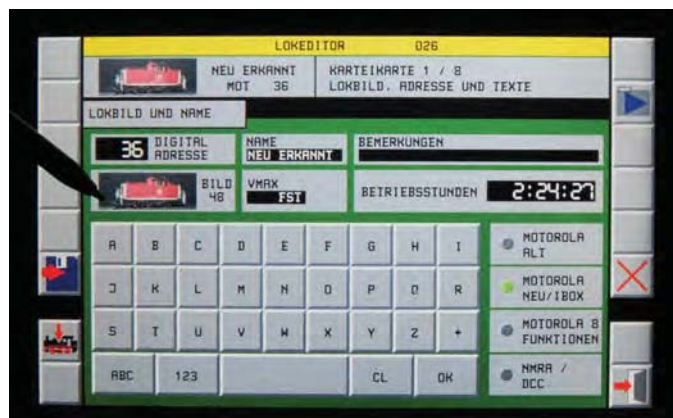 LOKEDITOR 026
NEU ERKANNT
MOT 36
KARTEIKARTE 1 / 8
LOKBILD. ADRESSE UND TEXTE
LOKBILD UND NAME
36 DIGITAL ADRESSE
NAME
NEU ERKANNT
BEMERKUNGEN
BILD 48
VMAX
FST
BETRIEBSSTUNDEN 2:24:27
A B C D E F G H I
MOTOROLA ALT
J K L M N O P Q R
MOTOROLA NEU/IBOX
S T U V W X Y Z +
MOTOROLA 8 FUNKTIONEN
ABC 123 CL OK
NMRA / DCC